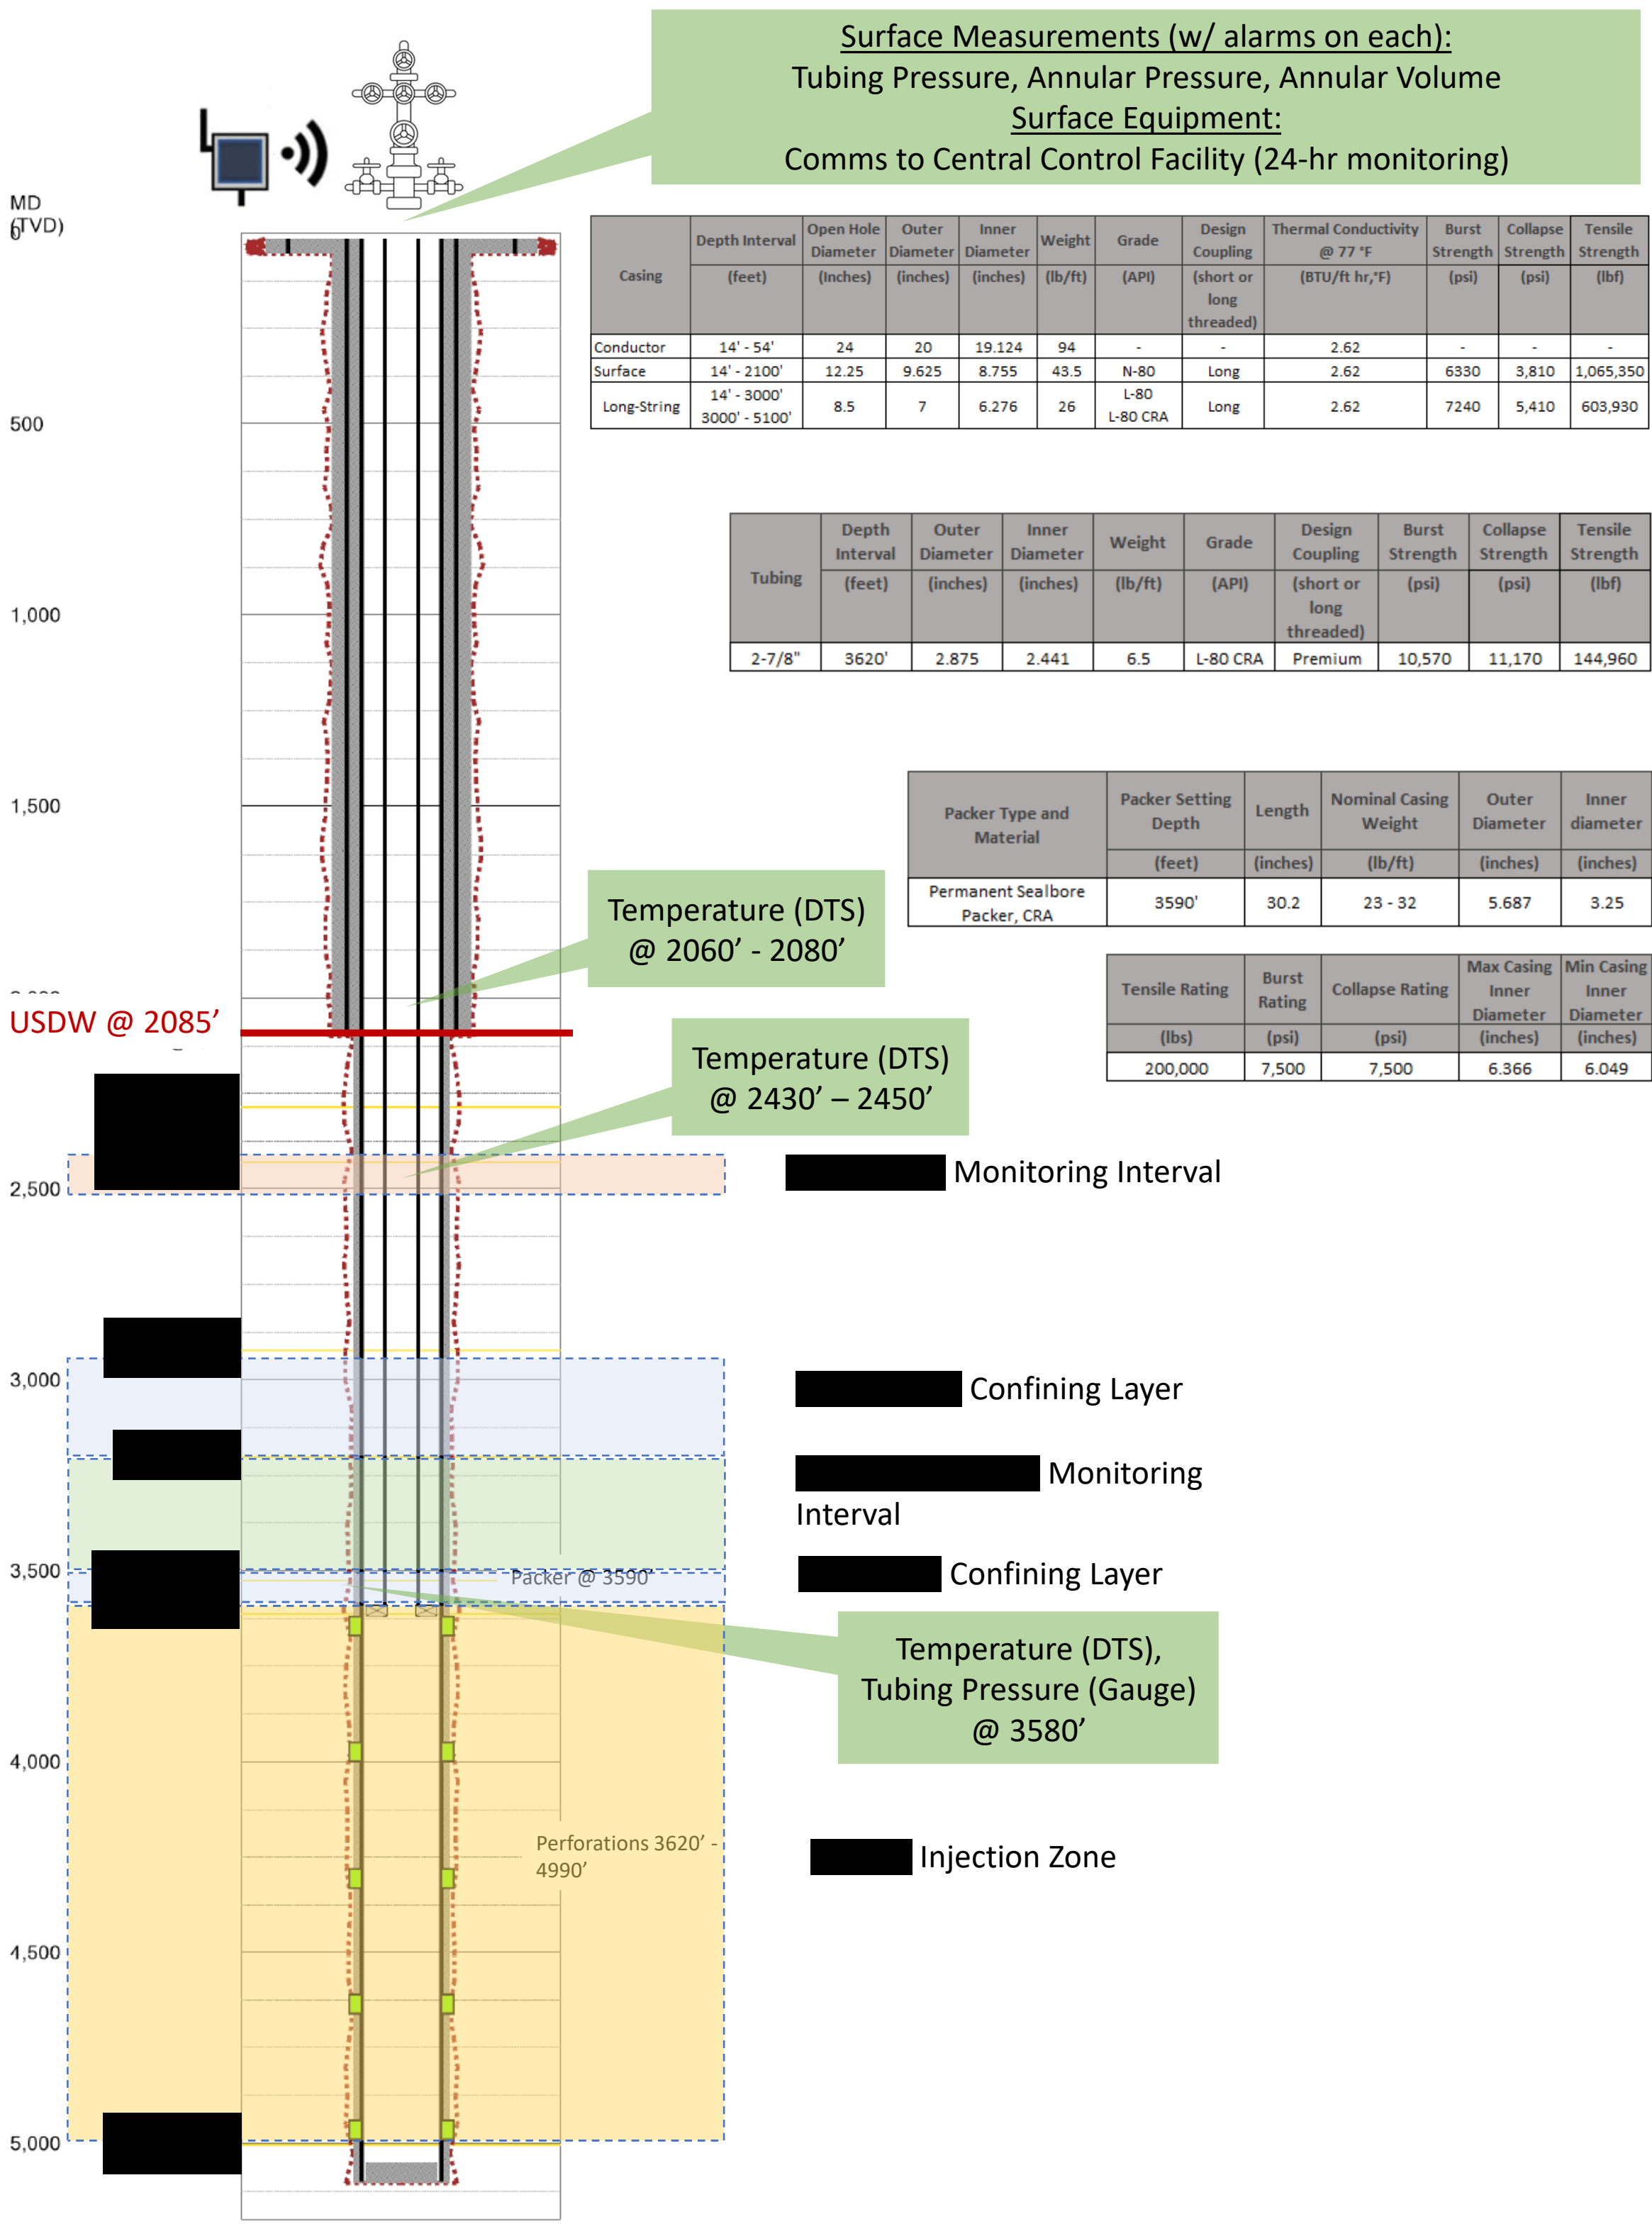 Surface Measurements (w/ alarms on each):
Tubing Pressure, Annular Pressure, Annular Volume
Surface Equipment:
Comms to Central Control Facility (24-hr monitoring)
MD
(TVD)
0
Casing | Depth Interval | Open Hole Diameter | Outer Diameter | Inner Diameter | Weight | Grade | Design Coupling | Thermal Conductivity @ 77 °F | Burst Strength | Collapse Strength | Tensile Strength
(feet) | (Inches) | (inches) | (inches) | (lb/ft) | (API) | (short or long threaded) | (BTU/ft hr,°F) | (psi) | (psi) | (lbf)
Conductor | 14' - 54' | 24 | 20 | 19.124 | 94 | - | - | 2.62 | - | - | -
Surface | 14' - 2100' | 12.25 | 9.625 | 8.755 | 43.5 | N-80 | Long | 2.62 | 6330 | 3,810 | 1,065,350
Long-String | 14' - 3000' 3000' - 5100' | 8.5 | 7 | 6.276 | 26 | L-80 L-80 CRA | Long | 2.62 | 7240 | 5,410 | 603,930
500
Tubing | Depth Interval | Outer Diameter | Inner Diameter | Weight | Grade | Design Coupling | Burst Strength | Collapse Strength | Tensile Strength
(feet) | (inches) | (inches) | (lb/ft) | (API) | (short or long threaded) | (psi) | (psi) | (lbf)
2-7/8" | 3620' | 2.875 | 2.441 | 6.5 | L-80 CRA | Premium | 10,570 | 11,170 | 144,960
1,000
1,500
Packer Type and Material | Packer Setting Depth | Length | Nominal Casing Weight | Outer Diameter | Inner diameter
(feet) | (inches) | (lb/ft) | (inches) | (inches)
Permanent Sealbore Packer, CRA | 3590' | 30.2 | 23 - 32 | 5.687 | 3.25
Tensile Rating | Burst Rating | Collapse Rating | Max Casing Inner Diameter | Min Casing Inner Diameter
(lbs) | (psi) | (psi) | (inches) | (inches)
200,000 | 7,500 | 7,500 | 6.366 | 6.049
Temperature (DTS)
@ 2060’ - 2080’
USDW @ 2085’
Temperature (DTS)
@ 2430’ – 2450’
2,500
Monitoring Interval
3,000
Confining Layer
Monitoring
Interval
3,500
Packer @ 3590’
Confining Layer
Temperature (DTS),
Tubing Pressure (Gauge)
@ 3580’
4,000
Perforations 3620’ -
4990’
Injection Zone
4,500
5,000